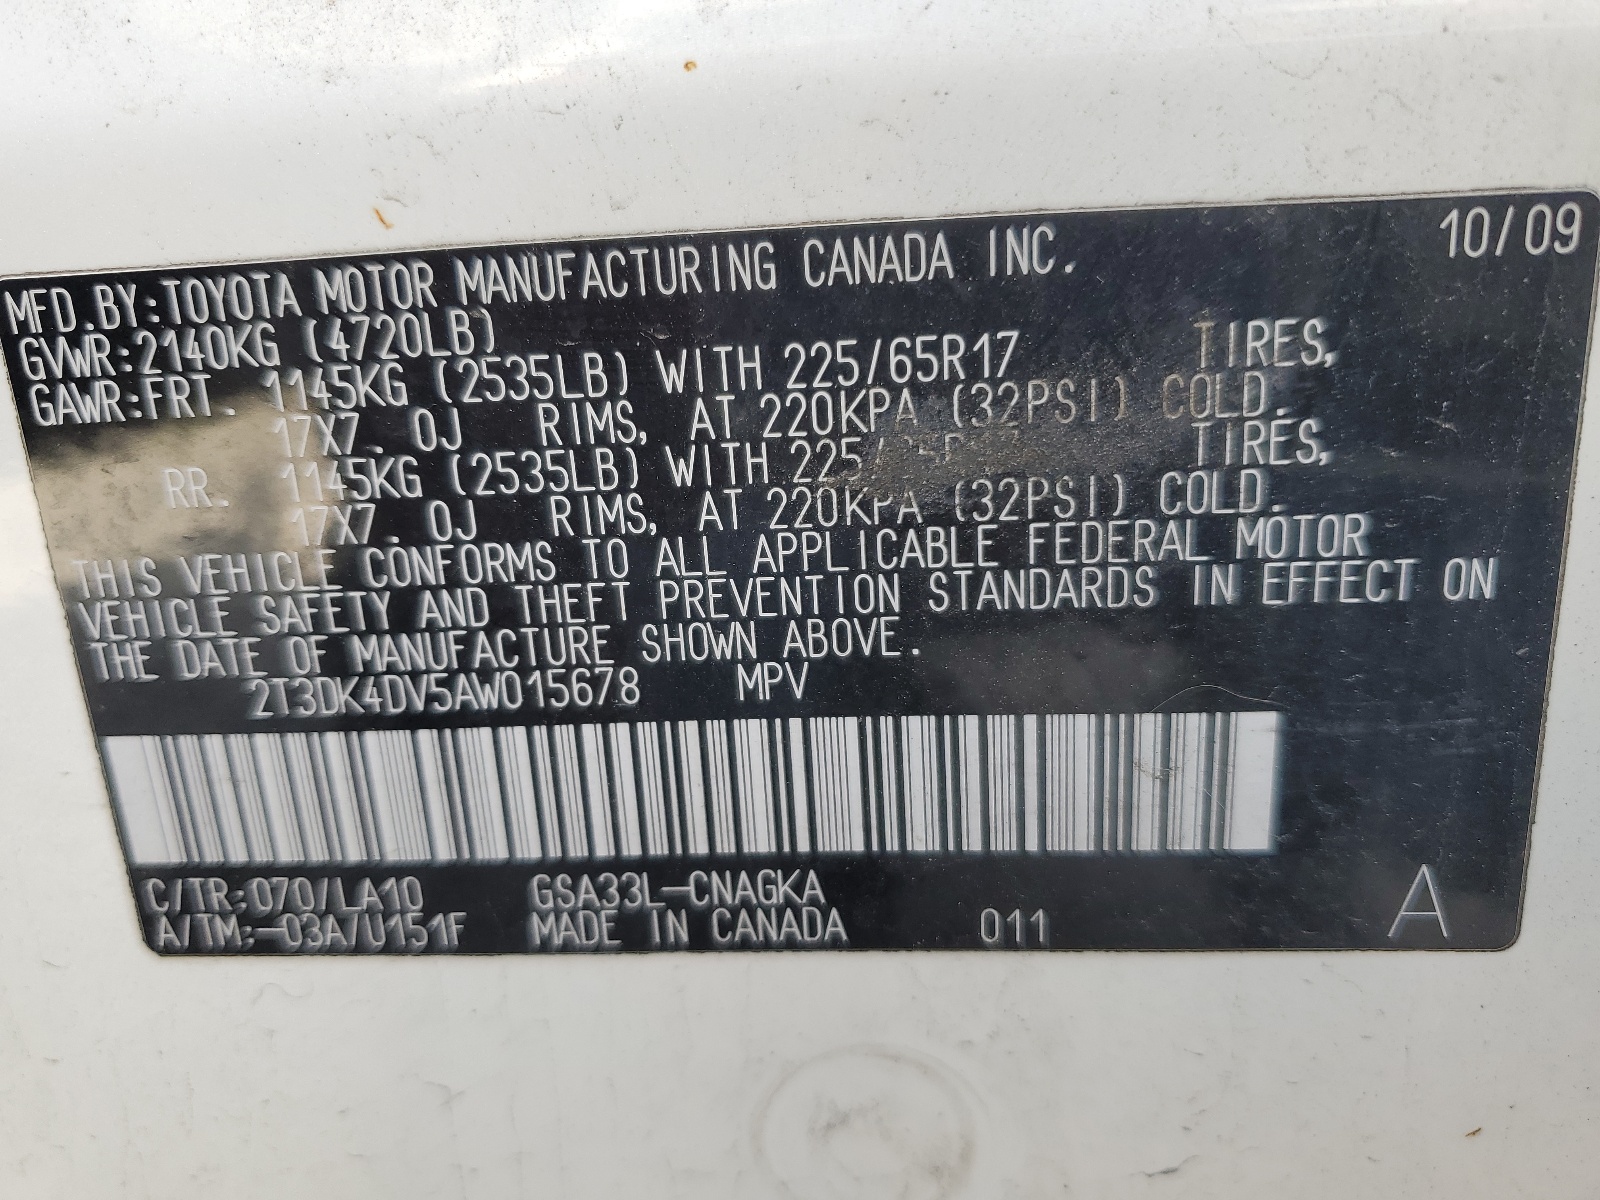 10/09
MFD.BY:TOYOTA MOTOR MANUFACTURING CANADA INC.
GVWR:2140KG (4720LB)
GAWR:FRT. 1145KG (2535LB) WITH 225/65R17 TIRES,
17X7.0J RIMS, AT 220KPA (32PSI) COLD.
RR. 1145KG (2535LB) WITH TIRES,
17X7.0J RIMS, AT 220KPA (32PSI) COLD.
THIS VEHICLE CONFORMS TO ALL APPLICABLE FEDERAL MOTOR
VEHICLE SAFETY AND THEFT PREVENTION STANDARDS IN EFFECT ON
THE DATE OF MANUFACTURE SHOWN ABOVE.
2T3DK4DV5AW015678 MPV
C/TR:070/LA10 GSA33L-CNAGKA
A/TM:-03A/U151F MADE IN CANADA 011
A